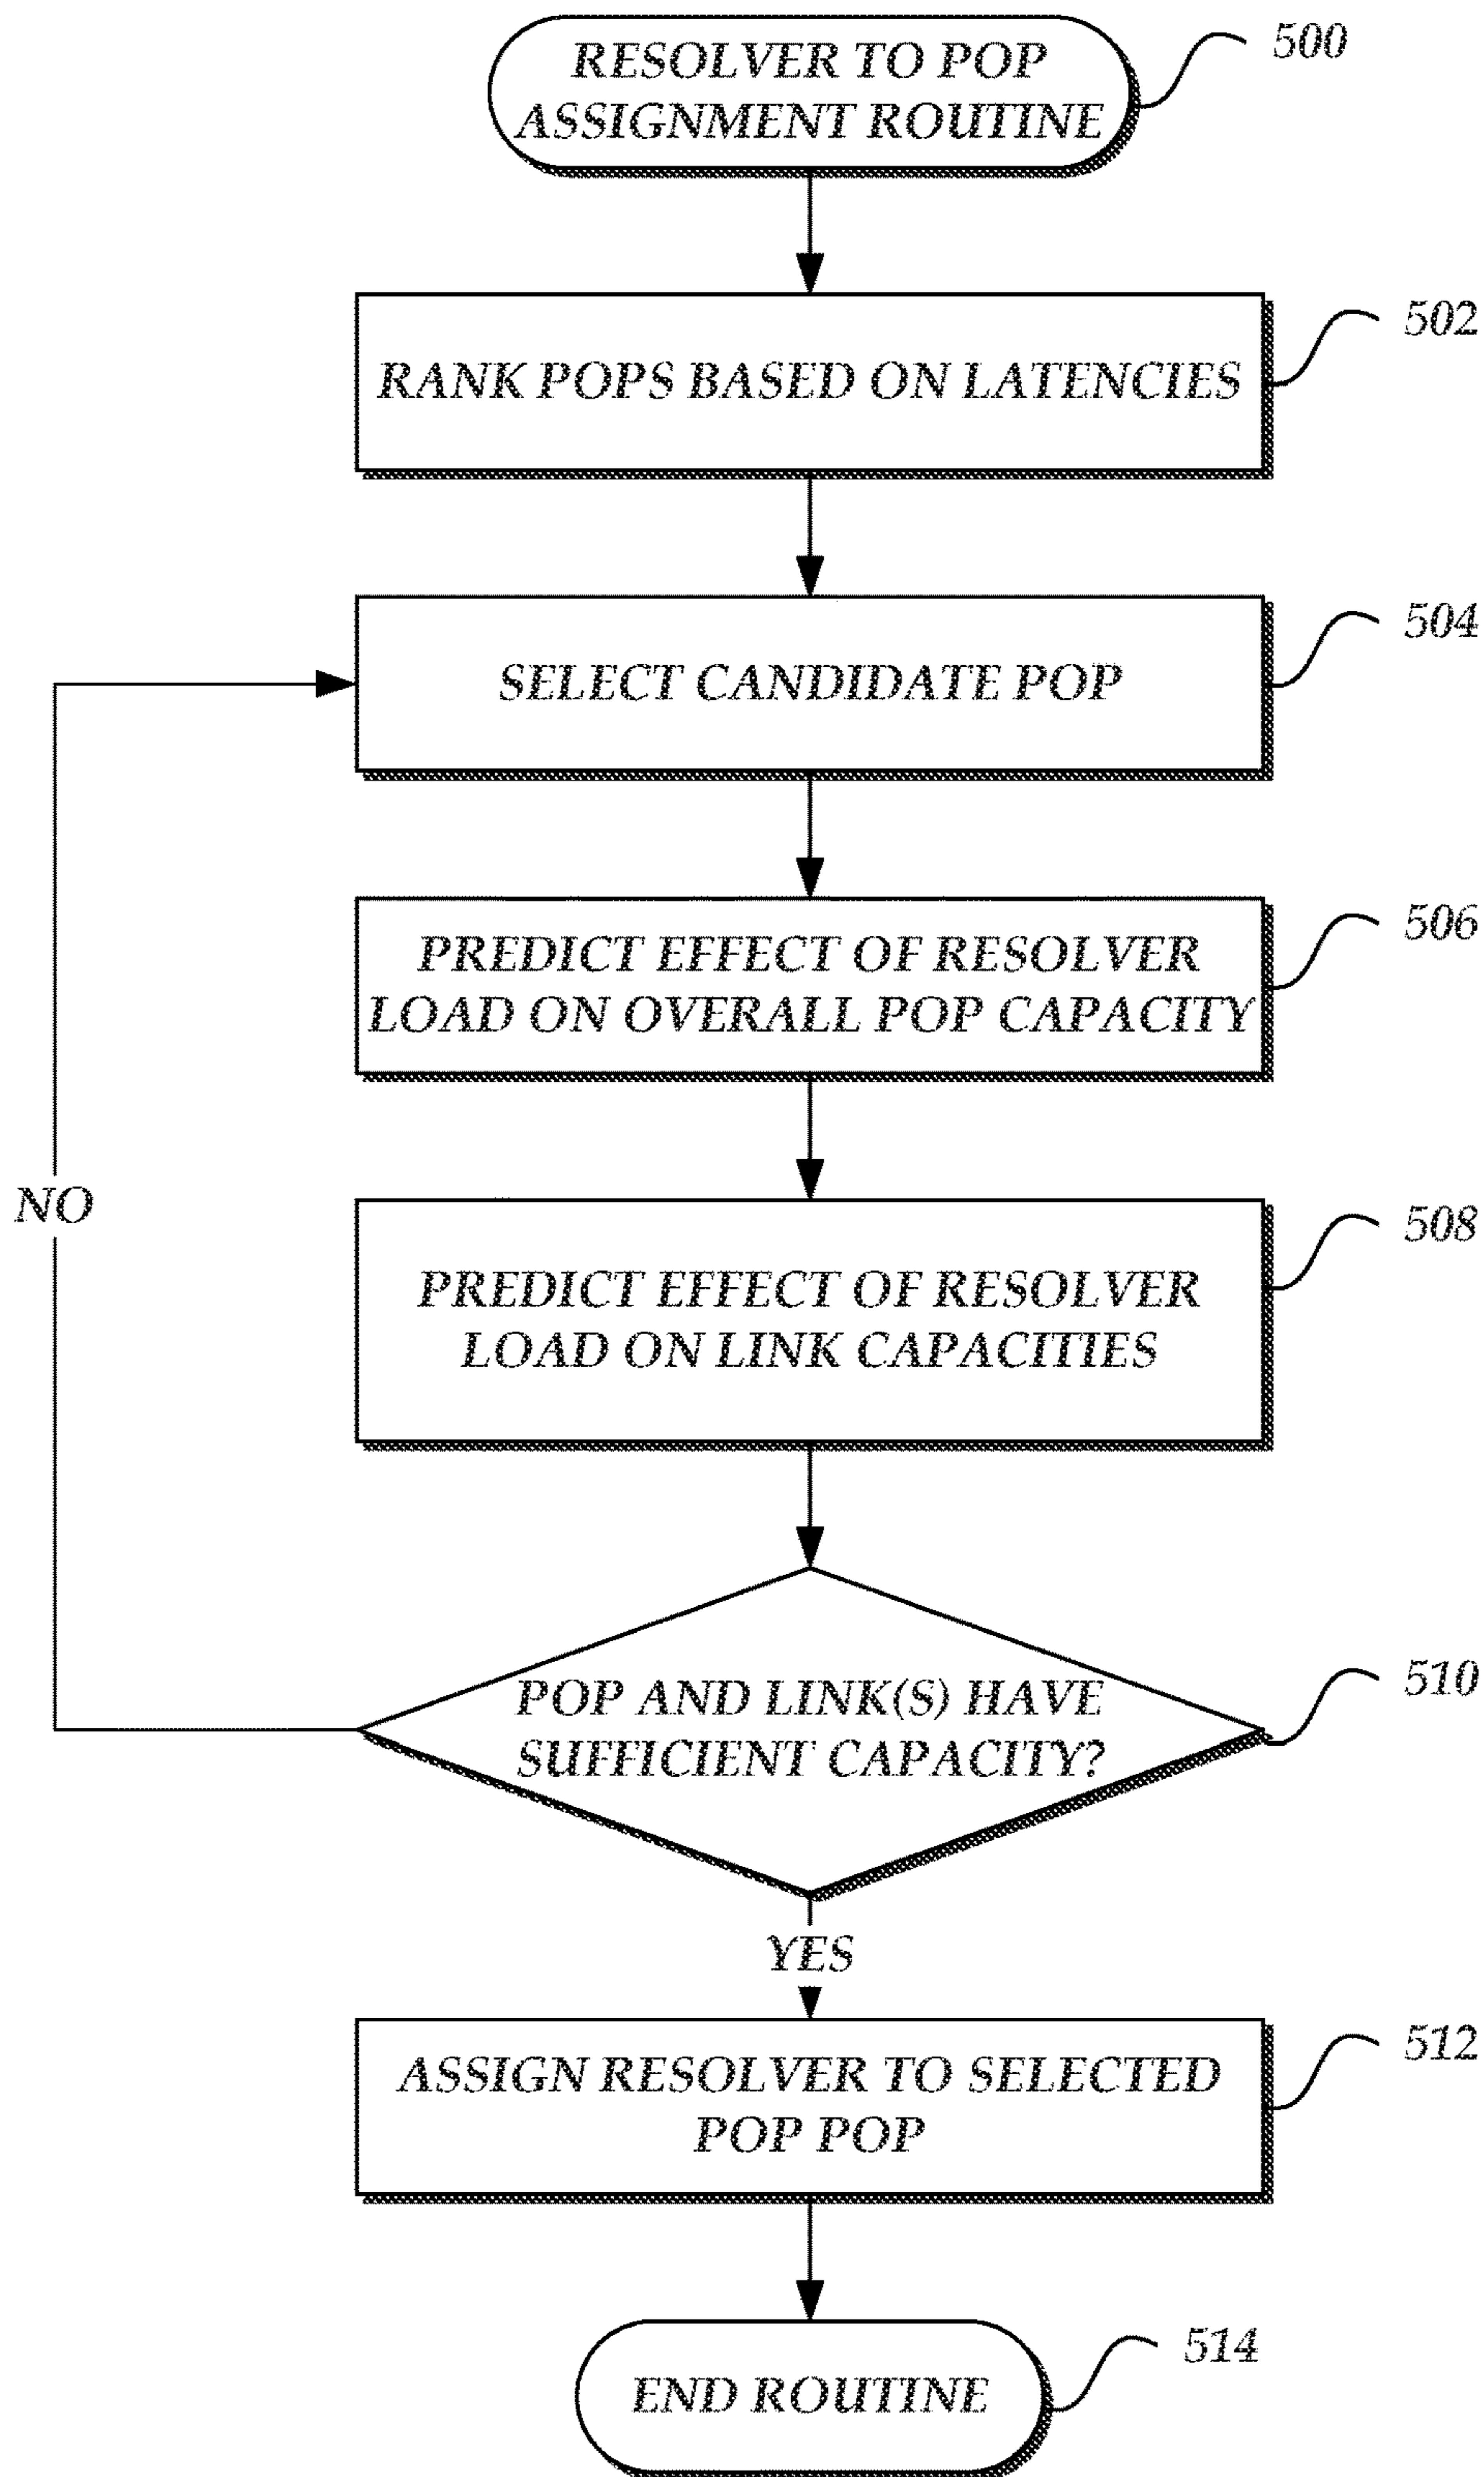 RESOLVER TO POP
ASSIGNMENT ROUTINE
500
RANK POPS BASED ON LATENCIES
502
SELECT CANDIDATE POP
504
PREDICT EFFECT OF RESOLVER
LOAD ON OVERALL POP CAPACITY
506
NO
PREDICT EFFECT OF RESOLVER
LOAD ON LINK CAPACITIES
508
POP AND LINK(S) HAVE
SUFFICIENT CAPACITY?
510
YES
ASSIGN RESOLVER TO SELECTED
POP POP
512
END ROUTINE
514